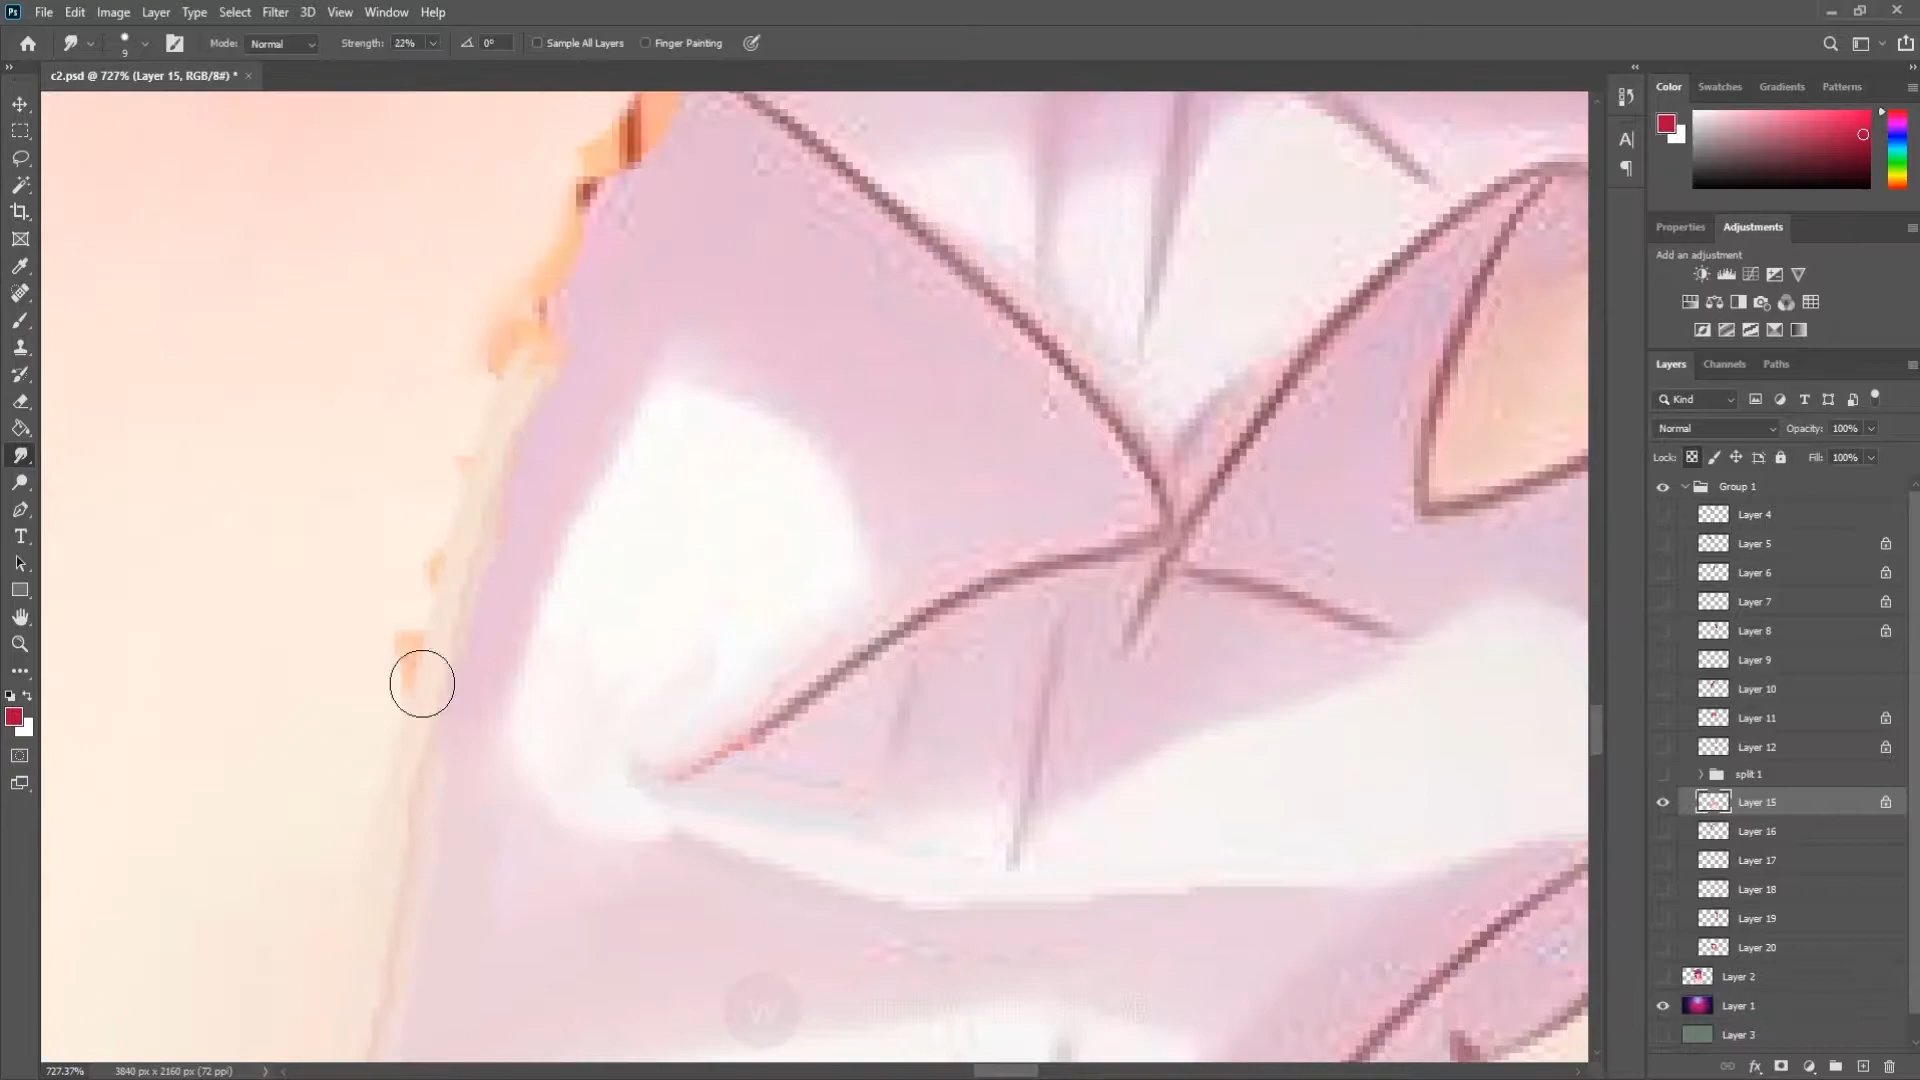 Ps File Edit Image Layer Type Select Filter 3D View Window Help
9 Mode: Normal Strength: 22% 0° Sample All Layers Finger Painting
c2.psd @ 727% (Layer 15, RGB/8#) * ×
Color Swatches Gradients Patterns
Properties Adjustments
Add an adjustment
Layers Channels Paths
Kind
Normal Opacity: 100%
Lock: Fill: 100%
Group 1
Layer 4
Layer 5
Layer 6
Layer 7
Layer 8
Layer 9
Layer 10
Layer 11
Layer 12
split 1
Layer 15
Layer 16
Layer 17
Layer 18
Layer 19
Layer 20
Layer 2
Layer 1
Layer 3
727.37% 3840 px x 2160 px (72 ppi)